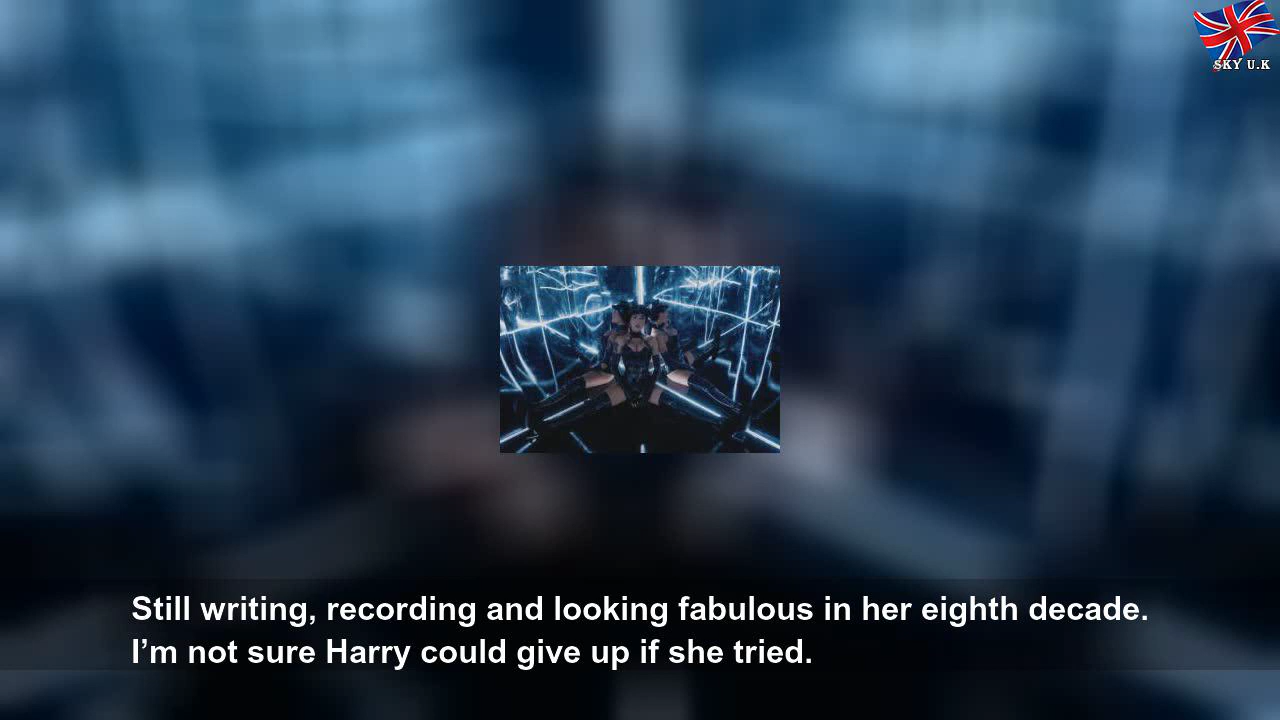 SKY U.K
Still writing, recording and looking fabulous in her eighth decade.
I’m not sure Harry could give up if she tried.